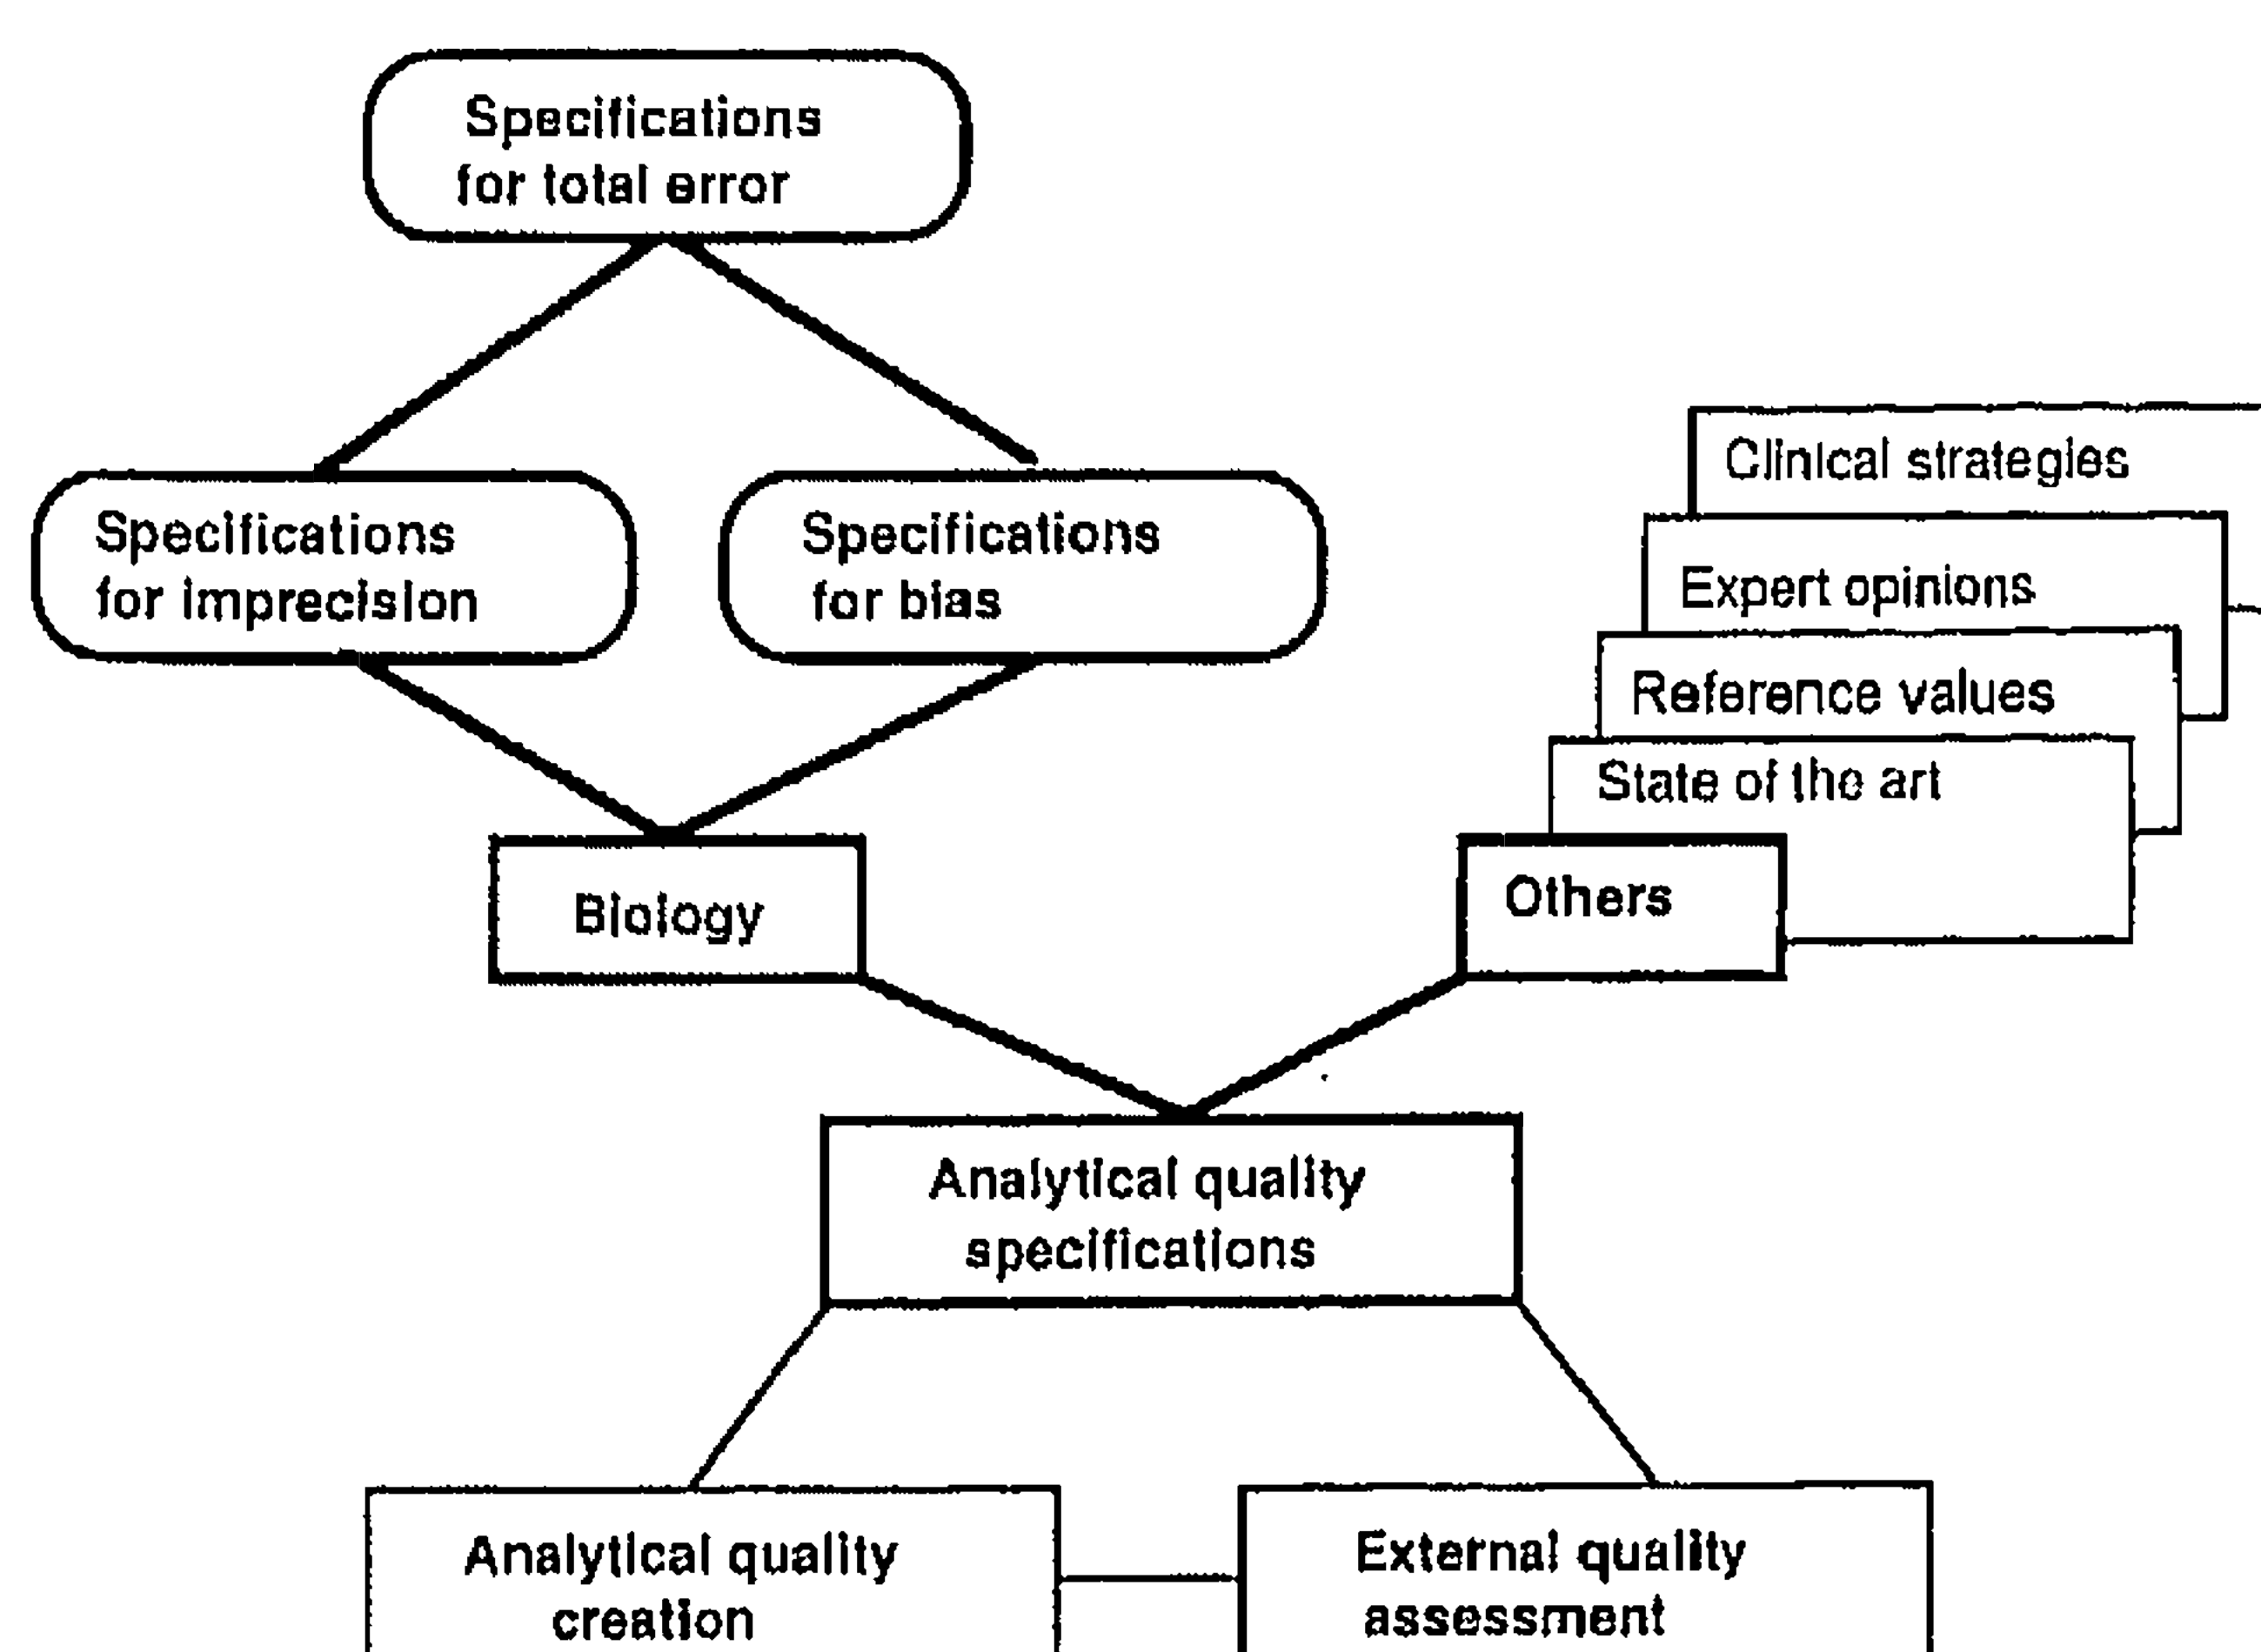 Specifications
for total error
Specifications
for imprecision
Specifications
for bias
Clinical strategies
Expert opinions
Reference values
State of the art
Biology
Others
Analytical quality
specifications
Analytical quality
creation
External quality
assessment